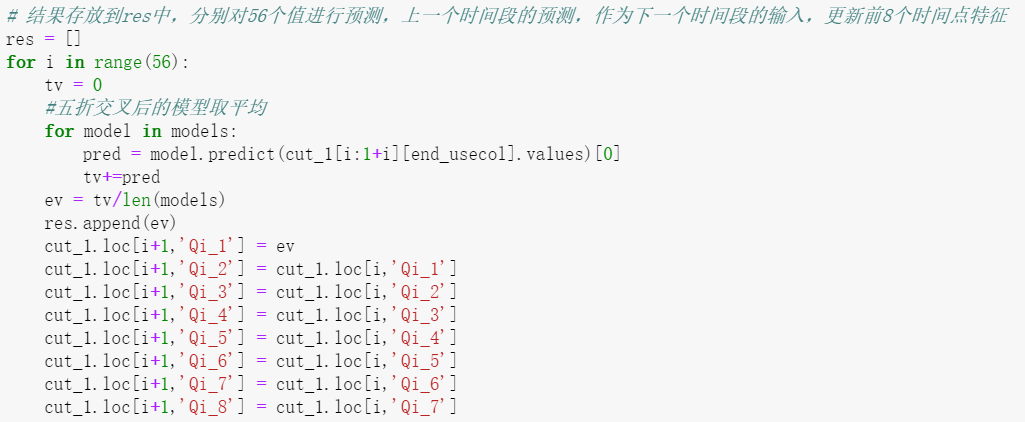 # 结果存放到res中，分别对56个值进行预测，上一个时间段的预测，作为下一个时间段的输入，更新前8个时间点特征
res = []
for i in range(56):
    tv = 0
    #五折交叉后的模型取平均
    for model in models:
        pred = model.predict(cut_1[i:1+i][end_usecol].values)[0]
        tv+=pred
    ev = tv/len(models)
    res.append(ev)
    cut_1.loc[i+1,'Qi_1'] = ev
    cut_1.loc[i+1,'Qi_2'] = cut_1.loc[i,'Qi_1']
    cut_1.loc[i+1,'Qi_3'] = cut_1.loc[i,'Qi_2']
    cut_1.loc[i+1,'Qi_4'] = cut_1.loc[i,'Qi_3']
    cut_1.loc[i+1,'Qi_5'] = cut_1.loc[i,'Qi_4']
    cut_1.loc[i+1,'Qi_6'] = cut_1.loc[i,'Qi_5']
    cut_1.loc[i+1,'Qi_7'] = cut_1.loc[i,'Qi_6']
    cut_1.loc[i+1,'Qi_8'] = cut_1.loc[i,'Qi_7']